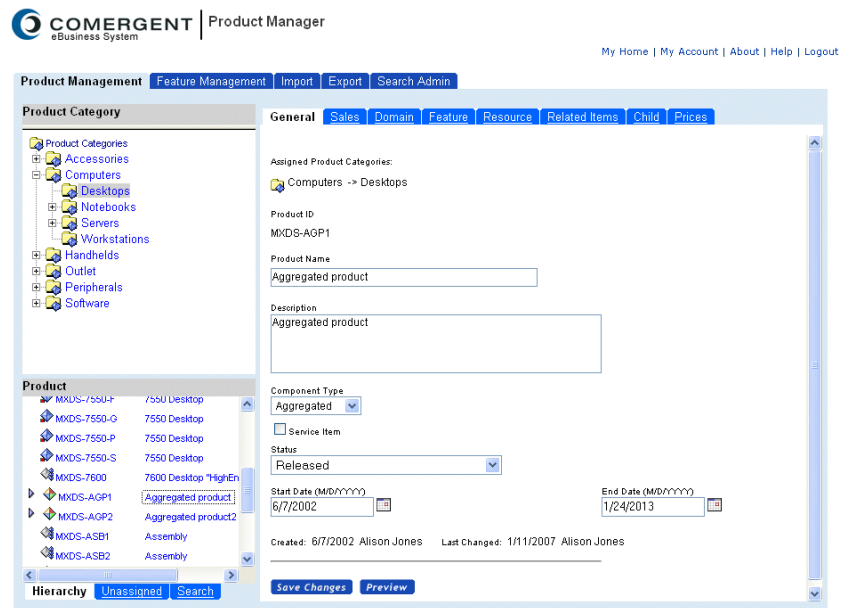 COMERGENT
eBusiness System
Product Manager
My Home | My Account | About | Help | Logout
Product Management Feature Management Import Export Search Admin
Product Category
Product Categories
Accessories
Computers
Desktops
Notebooks
Servers
Workstations
Handhelds
Outlet
Peripherals
Software
Product
MXDS-7550-F 7550 Desktop
MXDS-7550-G 7550 Desktop
MXDS-7550-P 7550 Desktop
MXDS-7550-S 7550 Desktop
MXDS-7600 7600 Desktop "HighEn
MXDS-AGP1 Aggregated product
MXDS-AGP2 Aggregated product2
MXDS-ASB1 Assembly
MXDS-ASB2 Assembly
Hierarchy Unassigned Search
General Sales Domain Feature Resource Related Items Child Prices
Assigned Product Categories:
Computers -> Desktops
Product ID
MXDS-AGP1
Product Name
Aggregated product
Description
Aggregated product
Component Type
Aggregated
Service Item
Status
Released
Start Date (M/D/YYYY) End Date (M/D/YYYY)
6/7/2002 1/24/2013
Created: 6/7/2002 Alison Jones Last Changed: 1/11/2007 Alison Jones
Save Changes Preview